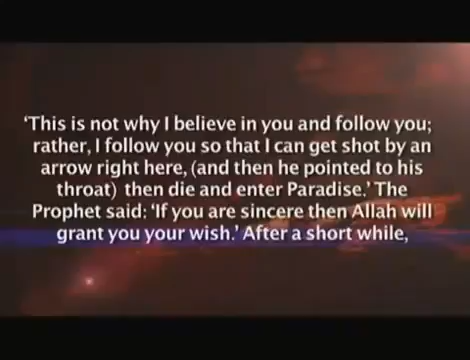 ‘This is not why I believe in you and follow you;
rather, I follow you so that I can get shot by an
arrow right here, (and then he pointed to his
throat) then die and enter Paradise.’ The
Prophet said: ‘If you are sincere then Allah will
grant you your wish.’ After a short while,